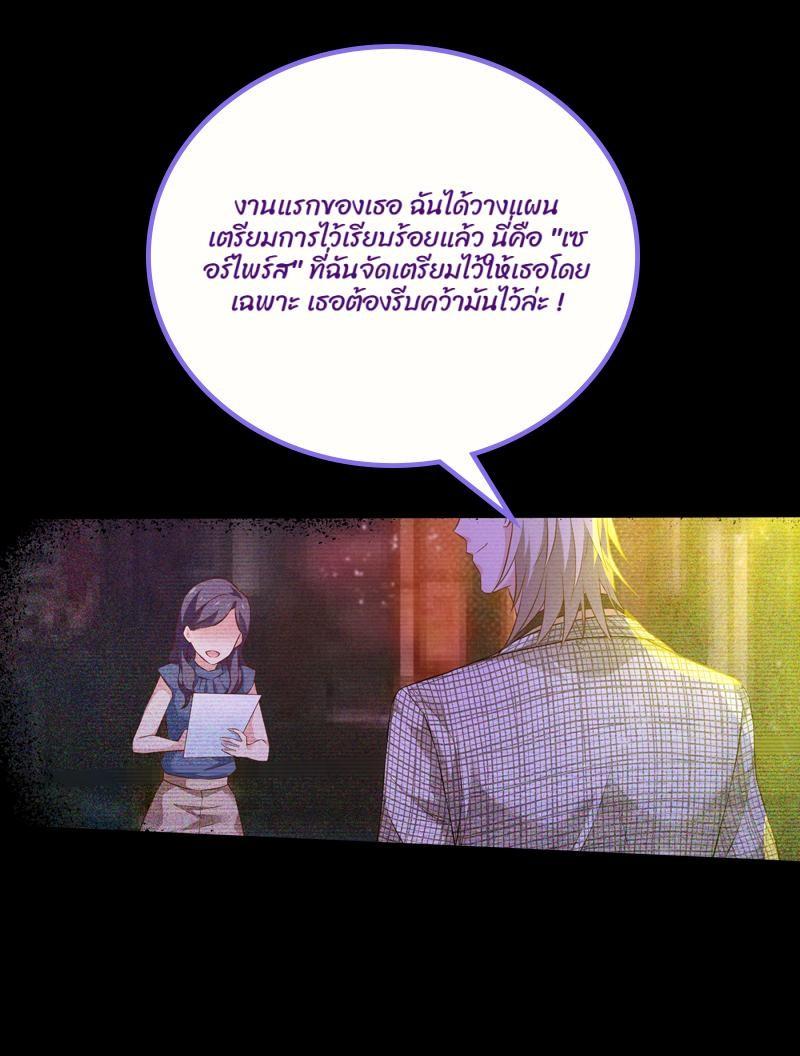 งานแรกของเธอ ฉันได้วางแผน
เตรียมการไว้เรียบร้อยแล้ว นี่คือ "เซ
อร์ไพร์ส" ที่ฉันจัดเตรียมไว้ให้เธอโดย
เฉพาะ เธอต้องรีบคว้ามันไว้ล่ะ !